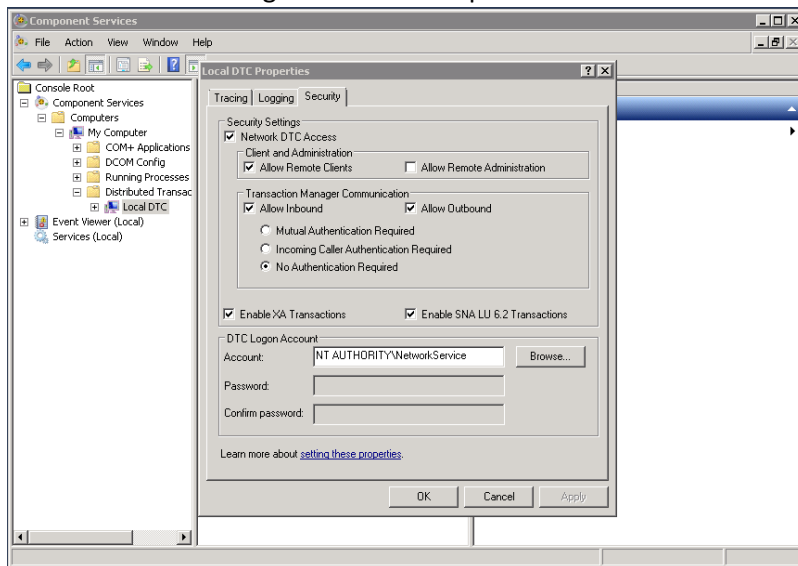 Component Services
File Action View Window Help
Local DTC Properties
Console Root
Component Services
Computers
My Computer
COM+ Applications
DCOM Config
Running Processes
Distributed Transac
Local DTC
Event Viewer (Local)
Services (Local)
Tracing Logging Security
Security Settings
Network DTC Access
Client and Administration
Allow Remote Clients Allow Remote Administration
Transaction Manager Communication
Allow Inbound Allow Outbound
Mutual Authentication Required
Incoming Caller Authentication Required
No Authentication Required
Enable XA Transactions Enable SNA LU 6.2 Transactions
DTC Logon Account
Account: NT AUTHORITY\NetworkService Browse...
Password:
Confirm password:
Learn more about setting these properties.
OK Cancel Apply